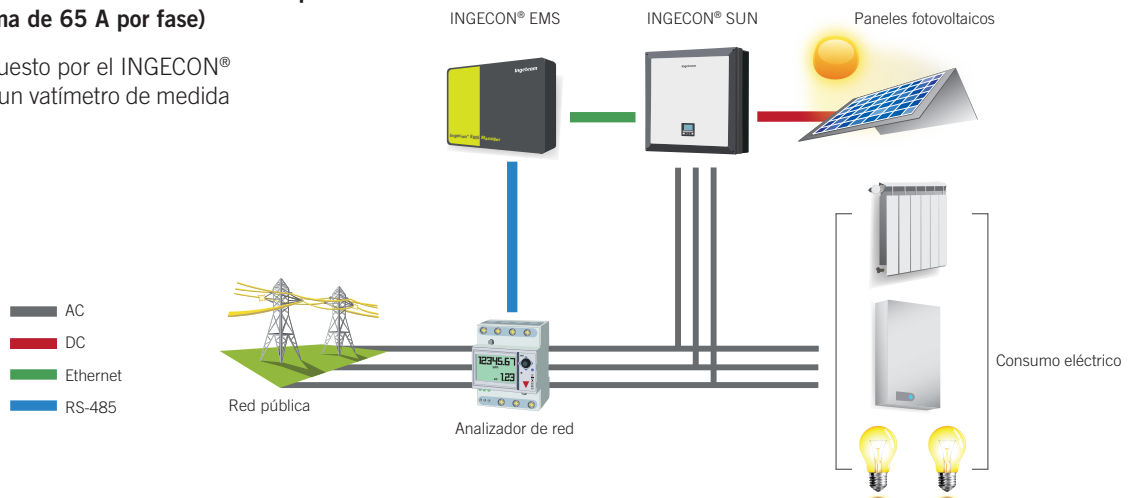 ma de 65 A por fase)
uesto por el INGECON®
un vatímetro de medida
INGECON® EMS
INGECON® SUN
Paneles fotovoltaicos
Ingeteam
Ingeteam
AC
DC
Ethernet
RS-485
Red pública
12345.67
123
Analizador de red
Consumo eléctrico